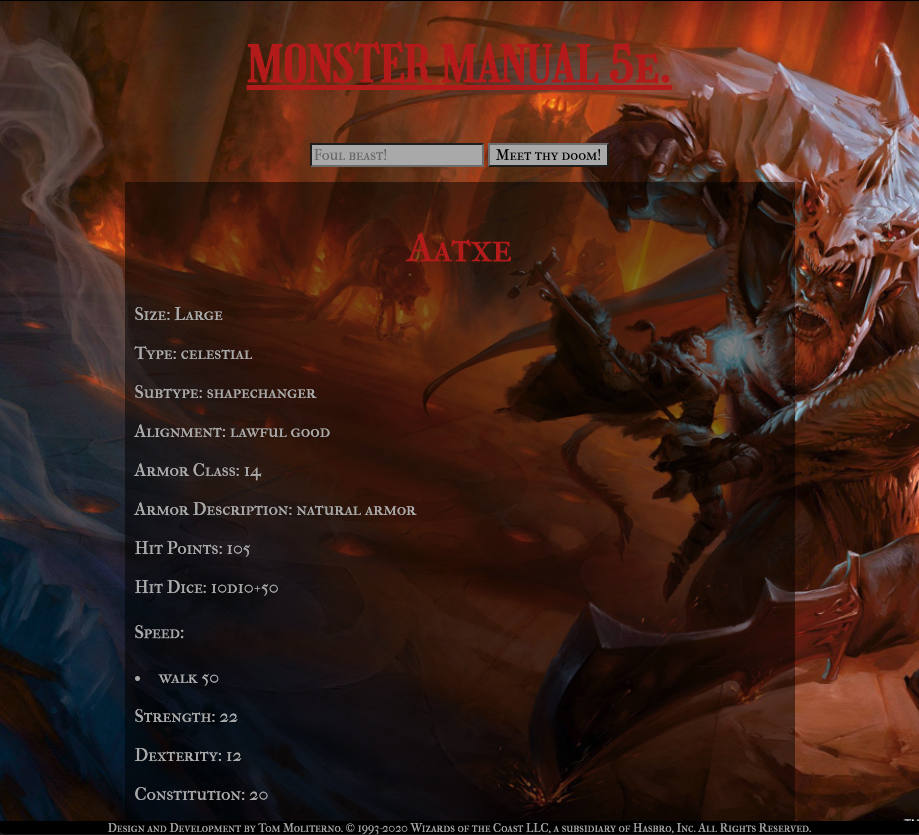 MONSTER MANUAL 5E.
Foul beast! Meet thy doom!
Aatxe
Size: Large
Type: celestial
Subtype: shapechanger
Alignment: lawful good
Armor Class: 14
Armor Description: natural armor
Hit Points: 105
Hit Dice: 10d10+50
Speed:
• walk 50
Strength: 22
Dexterity: 12
Constitution: 20
Design and Development by Tom Moliterno. © 1993-2020 Wizards of the Coast LLC, a subsidiary of Hasbro, Inc. All Rights Reserved.